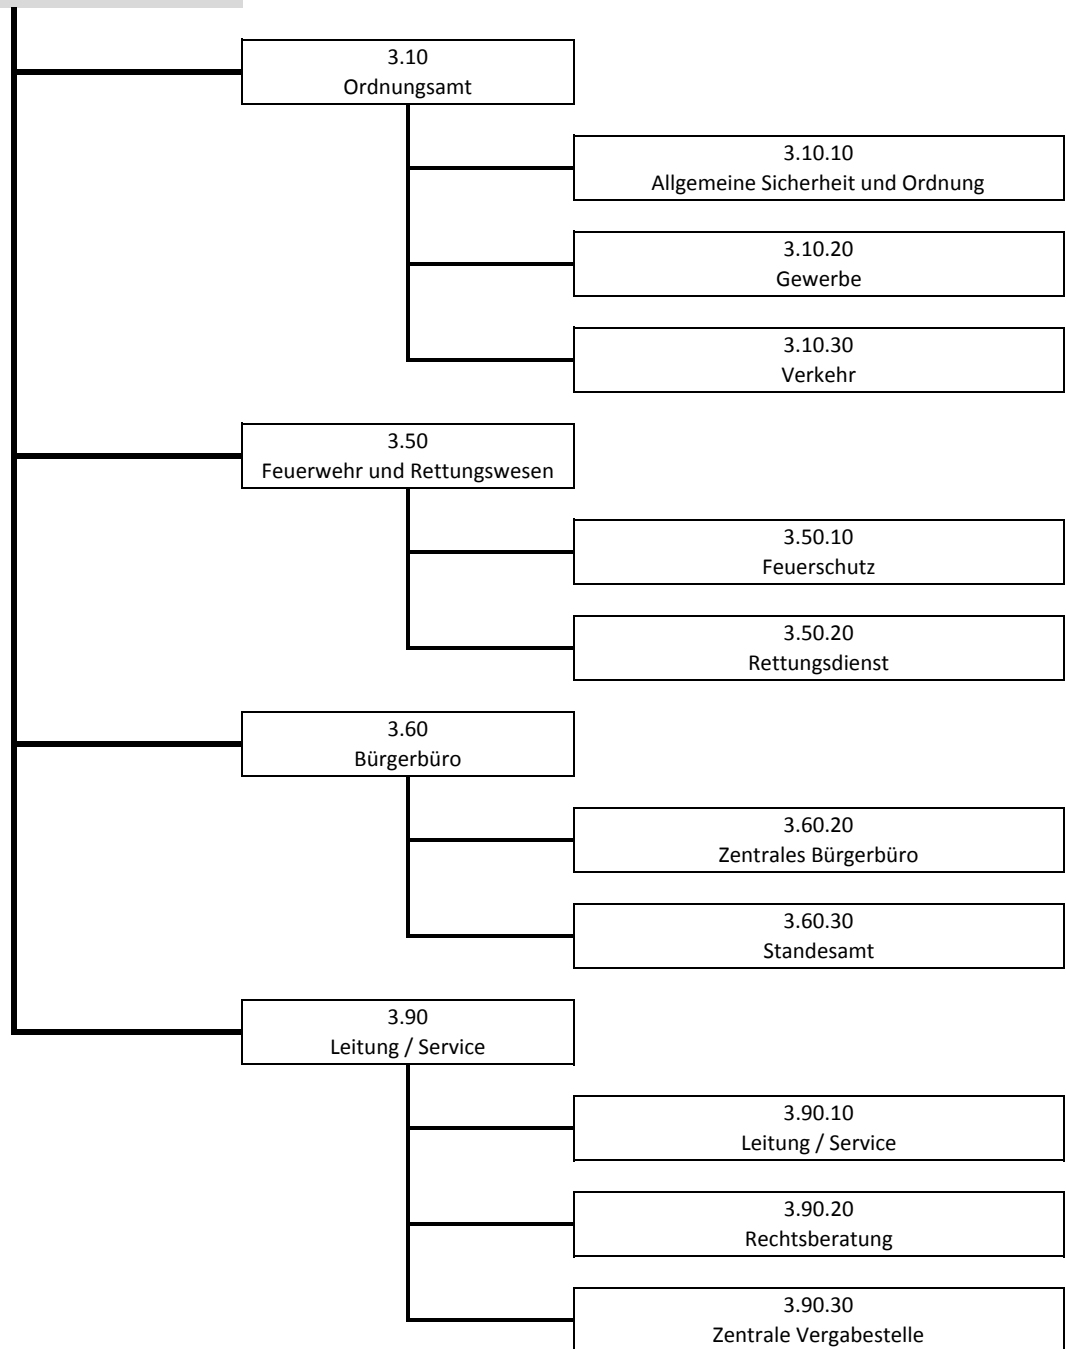 3.10
Ordnungsamt
3.10.10
Allgemeine Sicherheit und Ordnung
3.10.20
Gewerbe
3.10.30
Verkehr
3.50
Feuerwehr und Rettungswesen
3.50.10
Feuerschutz
3.50.20
Rettungsdienst
3.60
Bürgerbüro
3.60.20
Zentrales Bürgerbüro
3.60.30
Standesamt
3.90
Leitung / Service
3.90.10
Leitung / Service
3.90.20
Rechtsberatung
3.90.30
Zentrale Vergabestelle